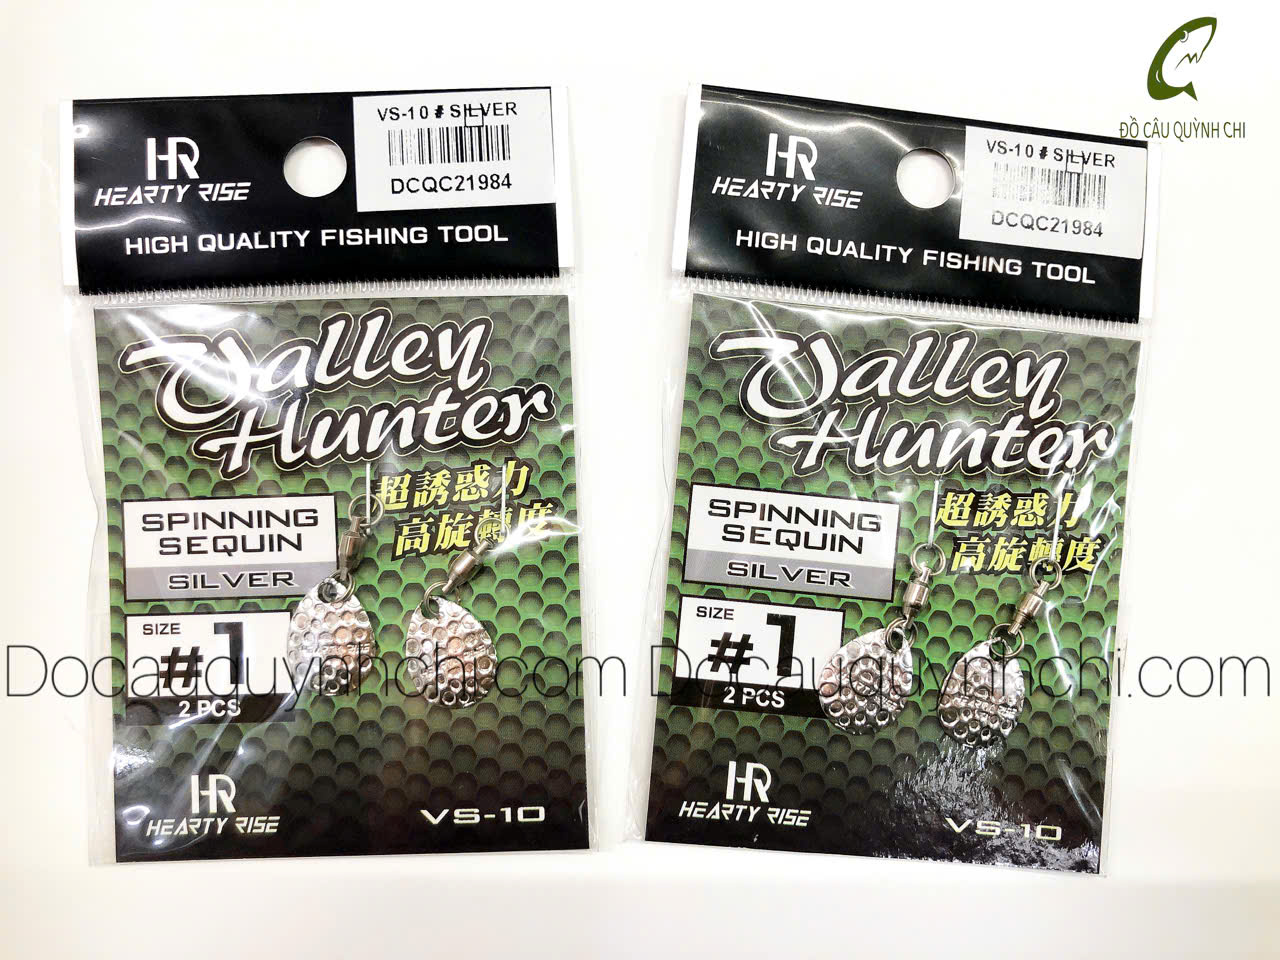 ĐỒ CÂU QUỲNH CHI
HR
HEARTY RISE
VS-10 # SILVER
DCQC21984
HIGH QUALITY FISHING TOOL
Valley
Hunter
超誘惑力
高旋轉度
SPINNING
SEQUIN
SILVER
SIZE
#1
2 PCS
HR
HEARTY RISE
VS-10
HR
HEARTY RISE
VS-10 # SILVER
DCQC21984
HIGH QUALITY FISHING TOOL
Valley
Hunter
超誘惑力
高旋轉度
SPINNING
SEQUIN
SILVER
SIZE
#1
2 PCS
HR
HEARTY RISE
VS-10
Docauquynhchi.com Docauquynhchi.com